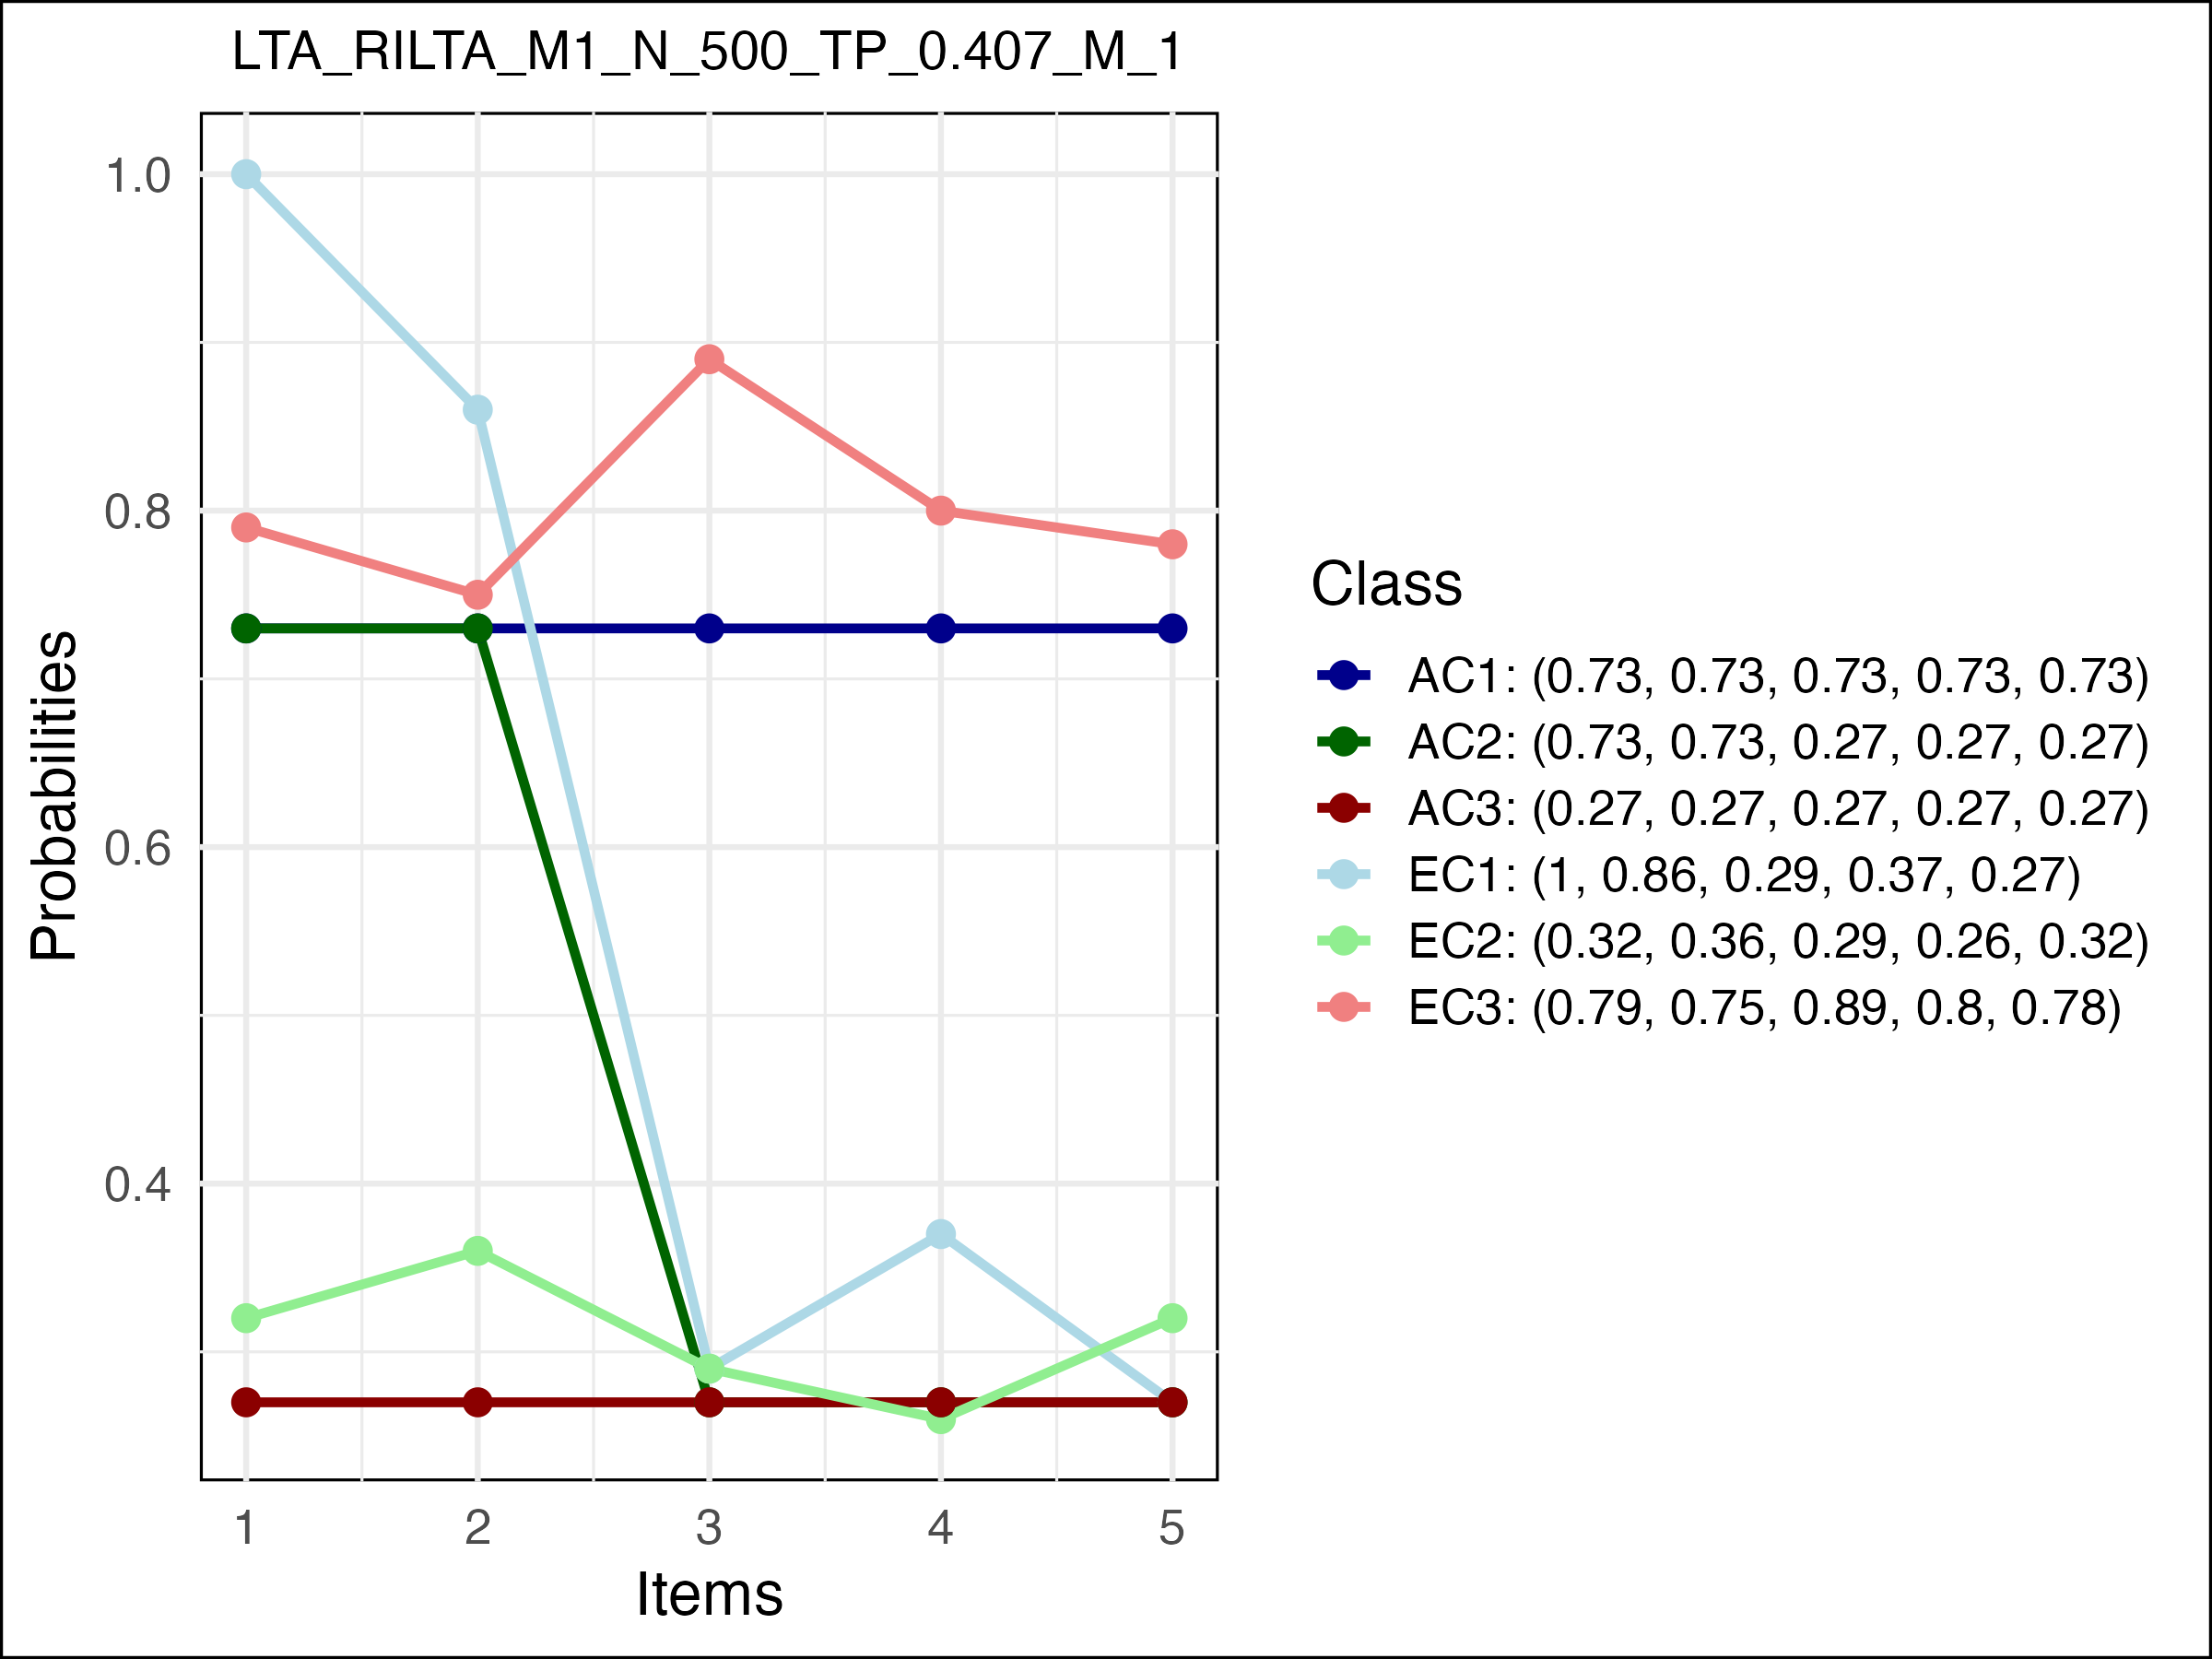 LTA_RILTA_M1_N_500_TP_0.407_M_1
1.0
0.8
0.6
0.4
Probabilities
1 2 3 4 5
Items
Class
AC1: (0.73, 0.73, 0.73, 0.73, 0.73)
AC2: (0.73, 0.73, 0.27, 0.27, 0.27)
AC3: (0.27, 0.27, 0.27, 0.27, 0.27)
EC1: (1, 0.86, 0.29, 0.37, 0.27)
EC2: (0.32, 0.36, 0.29, 0.26, 0.32)
EC3: (0.79, 0.75, 0.89, 0.8, 0.78)